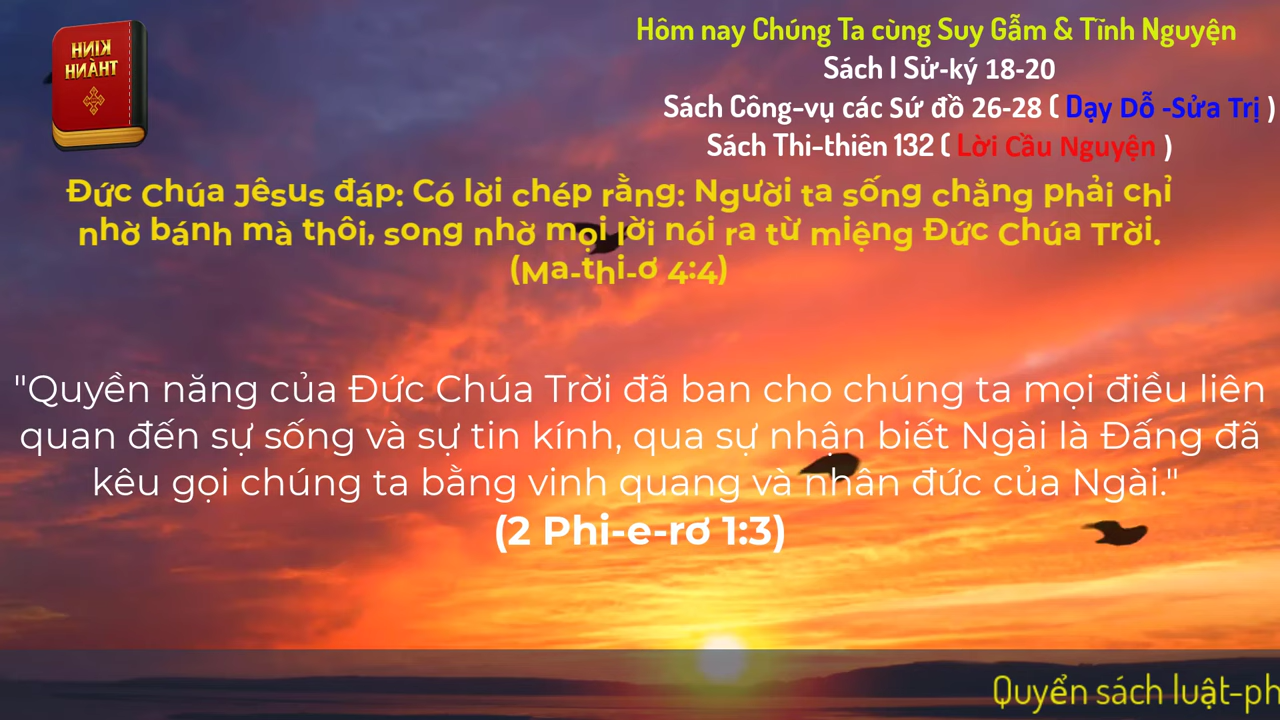 KINH
THÀNH
Hôm nay Chúng Ta cùng Suy Gẫm & Tĩnh Nguyện
Sách I Sử-ký 18-20
Sách Công-vụ các Sứ đồ 26-28 ( Dạy Dỗ -Sửa Trị )
Sách Thi-thiên 132 ( Lời Cầu Nguyện )
Đức Chúa Jêsus đáp: Có lời chép rằng: Người ta sống chẳng phải chỉ
nhờ bánh mà thôi, song nhờ mọi lời nói ra từ miệng Đức Chúa Trời.
(Ma-thi-ơ 4:4)
"Quyền năng của Đức Chúa Trời đã ban cho chúng ta mọi điều liên
quan đến sự sống và sự tin kính, qua sự nhận biết Ngài là Đấng đã
kêu gọi chúng ta bằng vinh quang và nhân đức của Ngài."
(2 Phi-e-rơ 1:3)
Quyển sách luật-ph